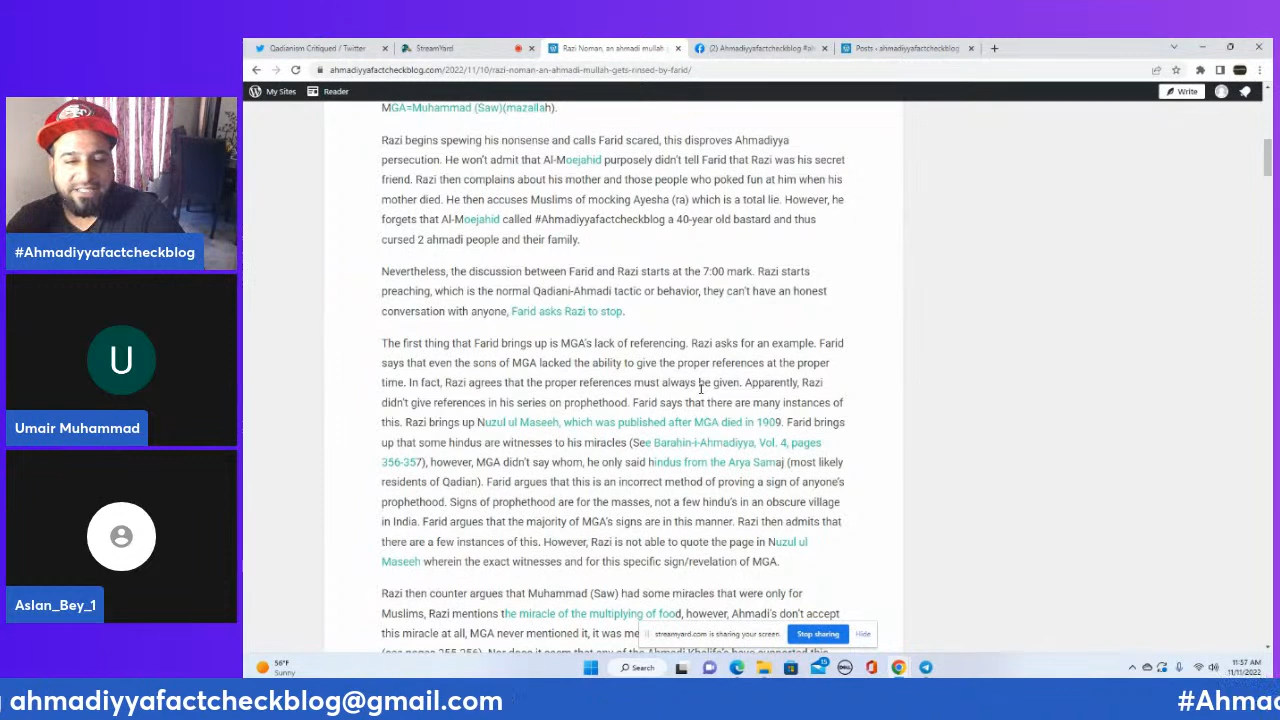 Qadianism Critiqued / Twitter
StreamYard
Razi Noman, an ahmadi mullah
(2) Ahmadiyyafactcheckblog #al
Posts ‹ ahmadiyyafactcheckblog
ahmadiyyafactcheckblog.com/2022/11/10/razi-noman-an-ahmadi-mullah-gets-rinsed-by-farid/
My Sites
Reader
Write
MGA=Muhammad (Saw)(mazallah).
Razi begins spewing his nonsense and calls Farid scared, this disproves Ahmadiyya
persecution. He won't admit that Al-Moejahid purposely didn't tell Farid that Razi was his secret
friend. Razi then complains about his mother and those people who poked fun at him when his
mother died. He then accuses Muslims of mocking Ayesha (ra) which is a total lie. However, he
forgets that Al-Moejahid called #Ahmadiyyafactcheckblog a 40-year old bastard and thus
cursed 2 ahmadi people and their family.
Nevertheless, the discussion between Farid and Razi starts at the 7:00 mark. Razi starts
preaching, which is the normal Qadiani-Ahmadi tactic or behavior, they can't have an honest
conversation with anyone, Farid asks Razi to stop.
The first thing that Farid brings up is MGA's lack of referencing. Razi asks for an example. Farid
says that even the sons of MGA lacked the ability to give the proper references at the proper
time. In fact, Razi agrees that the proper references must always be given. Apparently, Razi
didn't give references in his series on prophethood. Farid says that there are many instances of
this. Razi brings up Nuzul ul Maseeh, which was published after MGA died in 1909. Farid brings
up that some hindus are witnesses to his miracles (See Barahin-i-Ahmadiyya, Vol. 4, pages
356-357), however, MGA didn't say whom, he only said hindus from the Arya Samaj (most likely
residents of Qadian). Farid argues that this is an incorrect method of proving a sign of anyone's
prophethood. Signs of prophethood are for the masses, not a few hindu's in an obscure village
in India. Farid argues that the majority of MGA's signs are in this manner. Razi then admits that
there are a few instances of this. However, Razi is not able to quote the page in Nuzul ul
Maseeh wherein the exact witnesses and for this specific sign/revelation of MGA.
Razi then counter argues that Muhammad (Saw) had some miracles that were only for
Muslims, Razi mentions the miracle of the multiplying of food, however, Ahmadi's don't accept
this miracle at all, MGA never mentioned it, it was me
streamyard.com is sharing your screen.
Stop sharing
Hide
#Ahmadiyyafactcheckblog
U
Umair Muhammad
Aslan_Bey_1
56°F
Sunny
Search
11:57 AM
11/11/2022
ahmadiyyafactcheckblog@gmail.com
#Ahmad